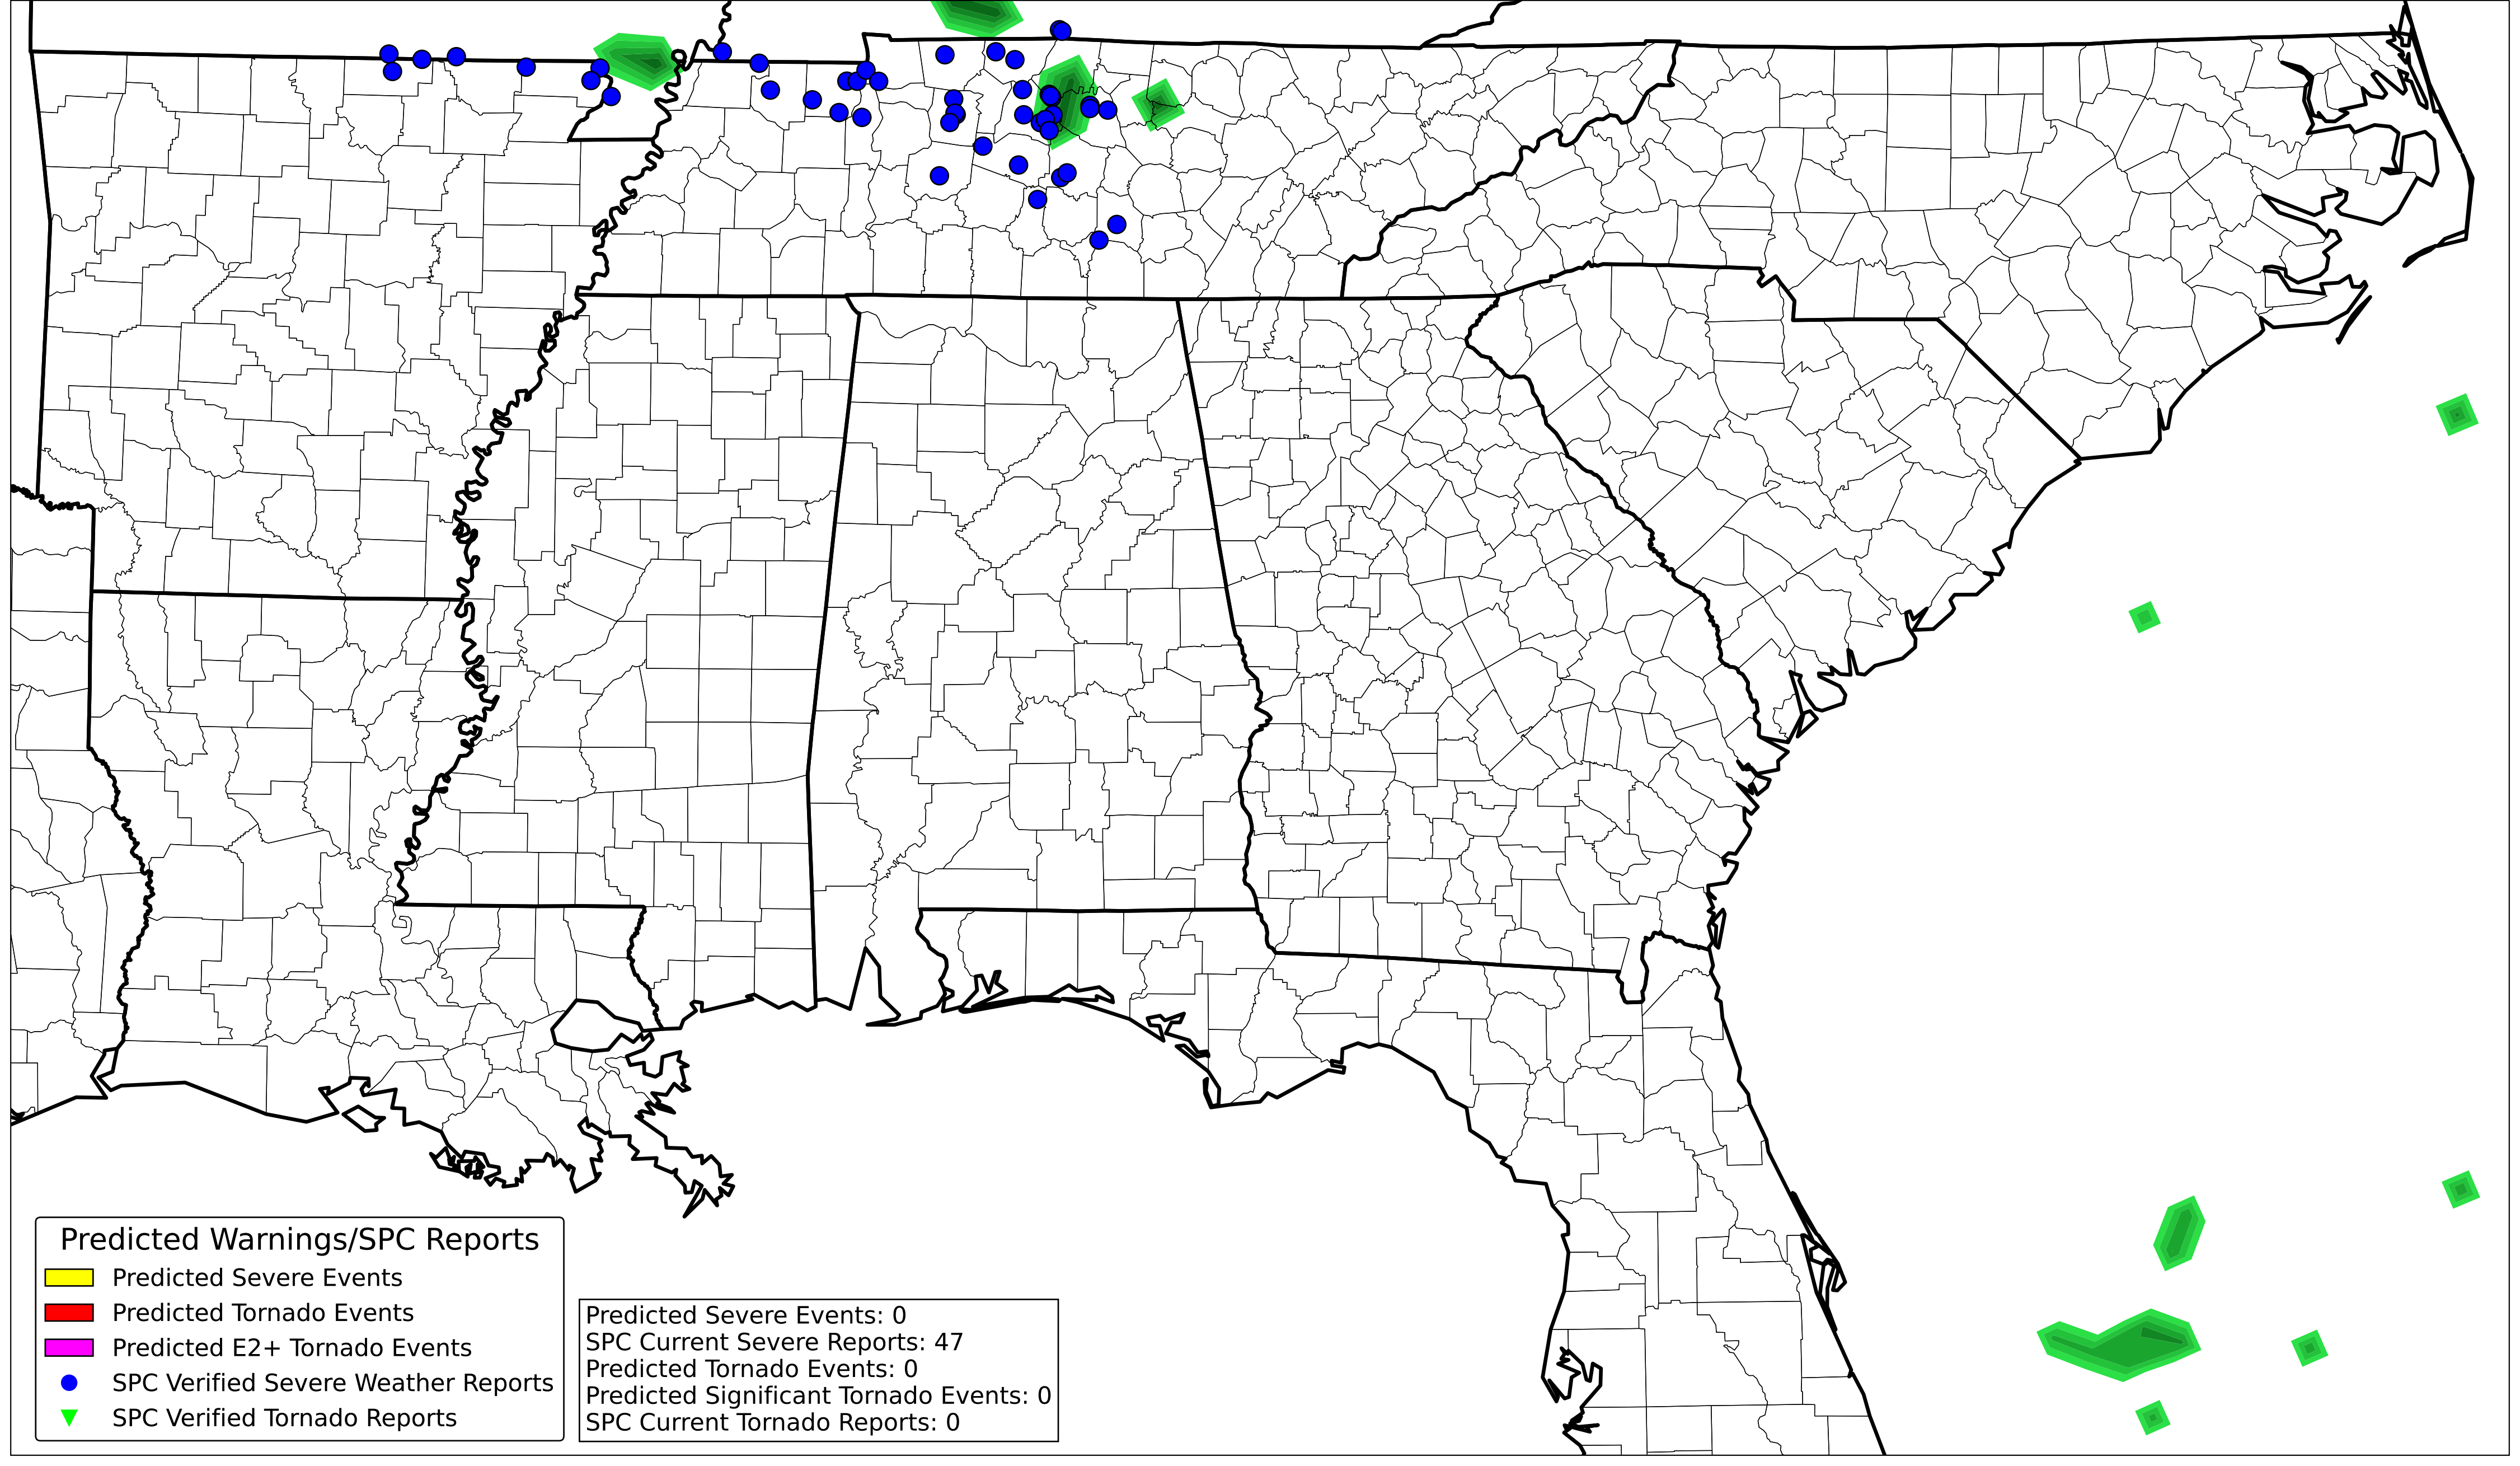 Predicted Warnings/SPC Reports
Predicted Severe Events
Predicted Tornado Events
Predicted E2+ Tornado Events
SPC Verified Severe Weather Reports
SPC Verified Tornado Reports
Predicted Severe Events: 0
SPC Current Severe Reports: 47
Predicted Tornado Events: 0
Predicted Significant Tornado Events: 0
SPC Current Tornado Reports: 0